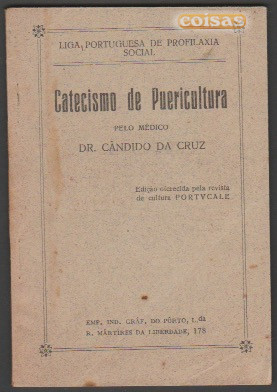 coisas
LIGA PORTUGUESA DE PROFILAXIA
SOCIAL
Catecismo de Puericultura
PELO MÉDICO
DR. CÂNDIDO DA CRUZ
Edição oferecida pela revista
de cultura PORTVCALE
EMP. IND. GRÁF. DO PÔRTO, L.da
R. MÁRTIRES DA LIBERDADE, 178